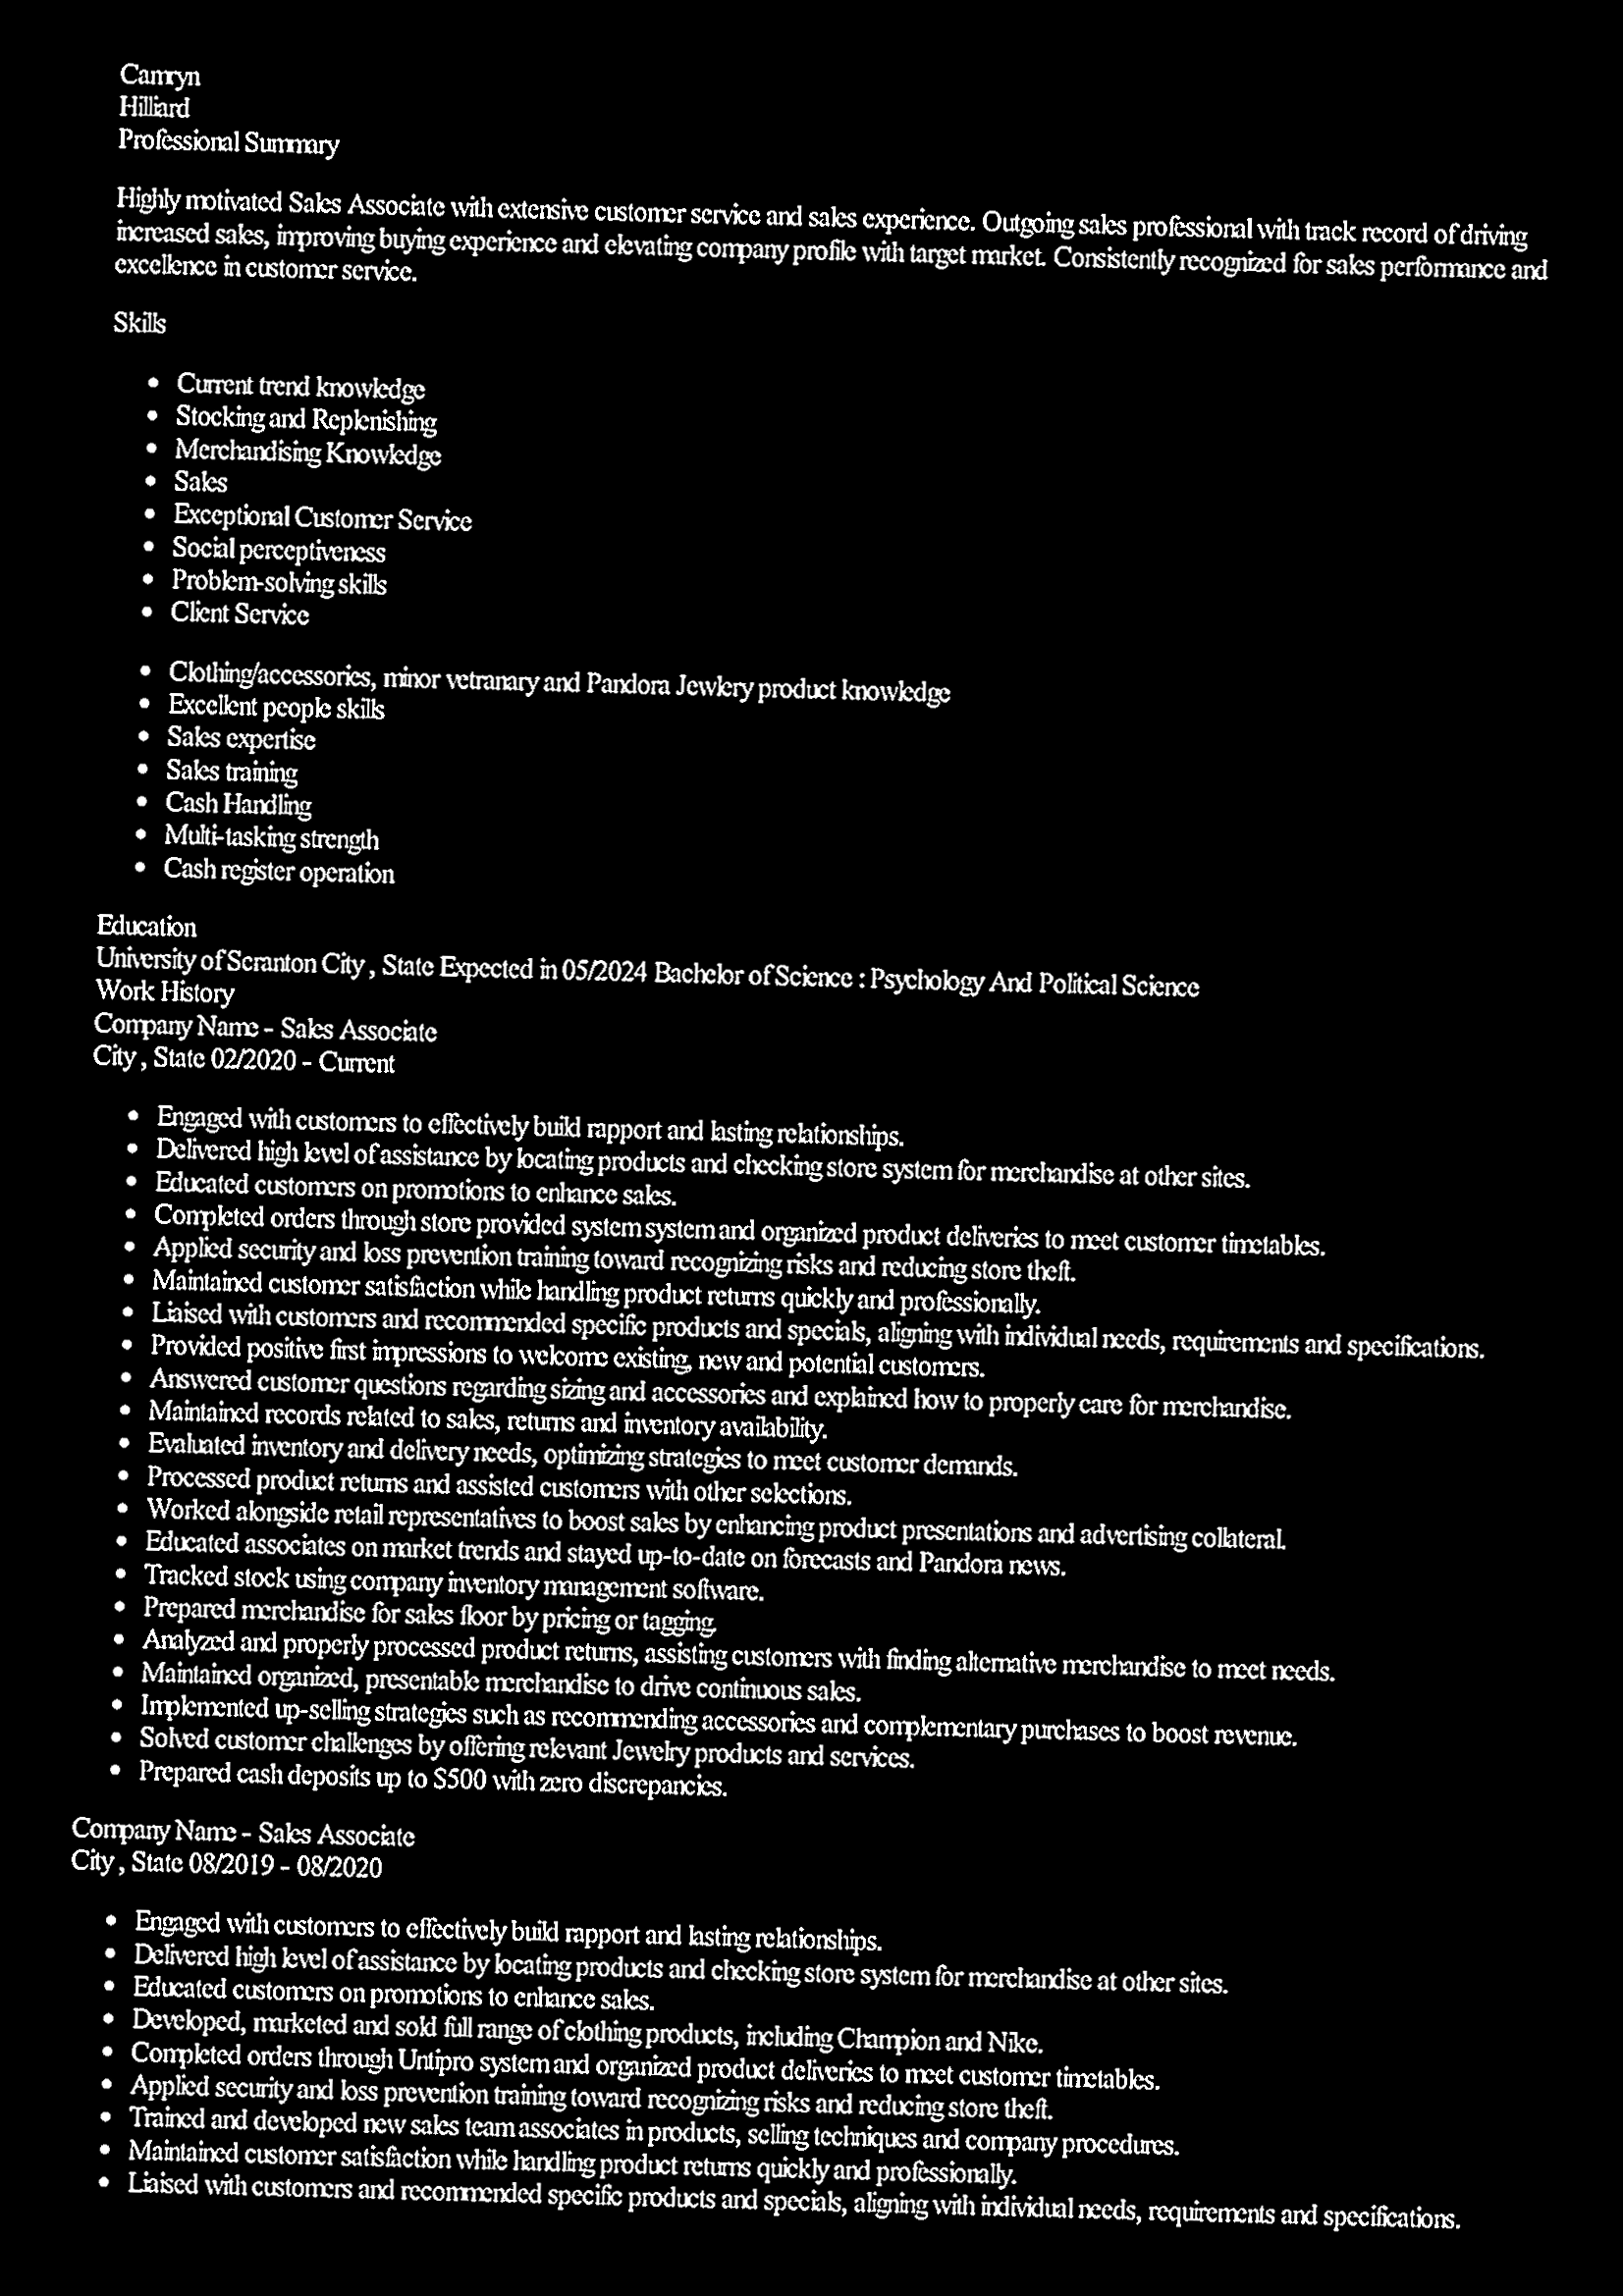 Camryn
Hilliard
Professional Summary
Highly motivated Sales Associate with extensive customer service and sales experience. Outgoing sales professional with track record of driving
increased sales, improving buying experience and elevating company profile with target market. Consistently recognized for sales performance and
excellence in customer service.
Skills
• Current trend knowledge
• Stocking and Replenishing
• Merchandising Knowledge
• Sales
• Exceptional Customer Service
• Social perceptiveness
• Problem-solving skills
• Client Service
• Clothing/accessories, minor vetranary and Pandora Jewlery product knowledge
• Excellent people skills
• Sales expertise
• Sales training
• Cash Handling
• Multi-tasking strength
• Cash register operation
Education
University of Scranton City , State Expected in 05/2024 Bachelor of Science : Psychology And Political Science
Work History
Company Name - Sales Associate
City , State 02/2020 - Current
• Engaged with customers to effectively build rapport and lasting relationships.
• Delivered high level of assistance by locating products and checking store system for merchandise at other sites.
• Educated customers on promotions to enhance sales.
• Completed orders through store provided system system and organized product deliveries to meet customer timetables.
• Applied security and loss prevention training toward recognizing risks and reducing store theft.
• Maintained customer satisfaction while handling product returns quickly and professionally.
• Liaised with customers and recommended specific products and specials, aligning with individual needs, requirements and specifications.
• Provided positive first impressions to welcome existing, new and potential customers.
• Answered customer questions regarding sizing and accessories and explained how to properly care for merchandise.
• Maintained records related to sales, returns and inventory availability.
• Evaluated inventory and delivery needs, optimizing strategies to meet customer demands.
• Processed product returns and assisted customers with other selections.
• Worked alongside retail representatives to boost sales by enhancing product presentations and advertising collateral.
• Educated associates on market trends and stayed up-to-date on forecasts and Pandora news.
• Tracked stock using company inventory management software.
• Prepared merchandise for sales floor by pricing or tagging.
• Analyzed and properly processed product returns, assisting customers with finding alternative merchandise to meet needs.
• Maintained organized, presentable merchandise to drive continuous sales.
• Implemented up-selling strategies such as recommending accessories and complementary purchases to boost revenue.
• Solved customer challenges by offering relevant Jewelry products and services.
• Prepared cash deposits up to $500 with zero discrepancies.
Company Name - Sales Associate
City , State 08/2019 - 08/2020
• Engaged with customers to effectively build rapport and lasting relationships.
• Delivered high level of assistance by locating products and checking store system for merchandise at other sites.
• Educated customers on promotions to enhance sales.
• Developed, marketed and sold full range of clothing products, including Champion and Nike.
• Completed orders through Untipro system and organized product deliveries to meet customer timetables.
• Applied security and loss prevention training toward recognizing risks and reducing store theft.
• Trained and developed new sales team associates in products, selling techniques and company procedures.
• Maintained customer satisfaction while handling product returns quickly and professionally.
• Liaised with customers and recommended specific products and specials, aligning with individual needs, requirements and specifications.